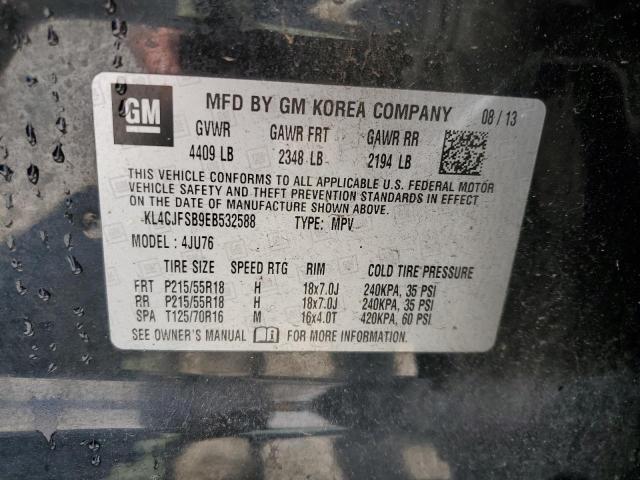 GM
MFD BY GM KOREA COMPANY 08 / 13
GVWR GAWR FRT GAWR RR
4409 LB 2348 LB 2194 LB
THIS VEHICLE CONFORMS TO ALL APPLICABLE U.S. FEDERAL MOTOR
VEHICLE SAFETY AND THEFT PREVENTION STANDARDS IN EFFECT
ON THE DATE OF MANUFACTURE SHOWN ABOVE.
KL4CJFSB9EB532588 TYPE: MPV
MODEL : 4JU76
TIRE SIZE SPEED RTG RIM COLD TIRE PRESSURE
FRT P215/55R18 H 18x7.0J 240KPA, 35 PSI
RR P215/55R18 H 18x7.0J 240KPA, 35 PSI
SPA T125/70R16 M 16x4.0T 420KPA, 60 PSI
SEE OWNER'S MANUAL FOR MORE INFORMATION.